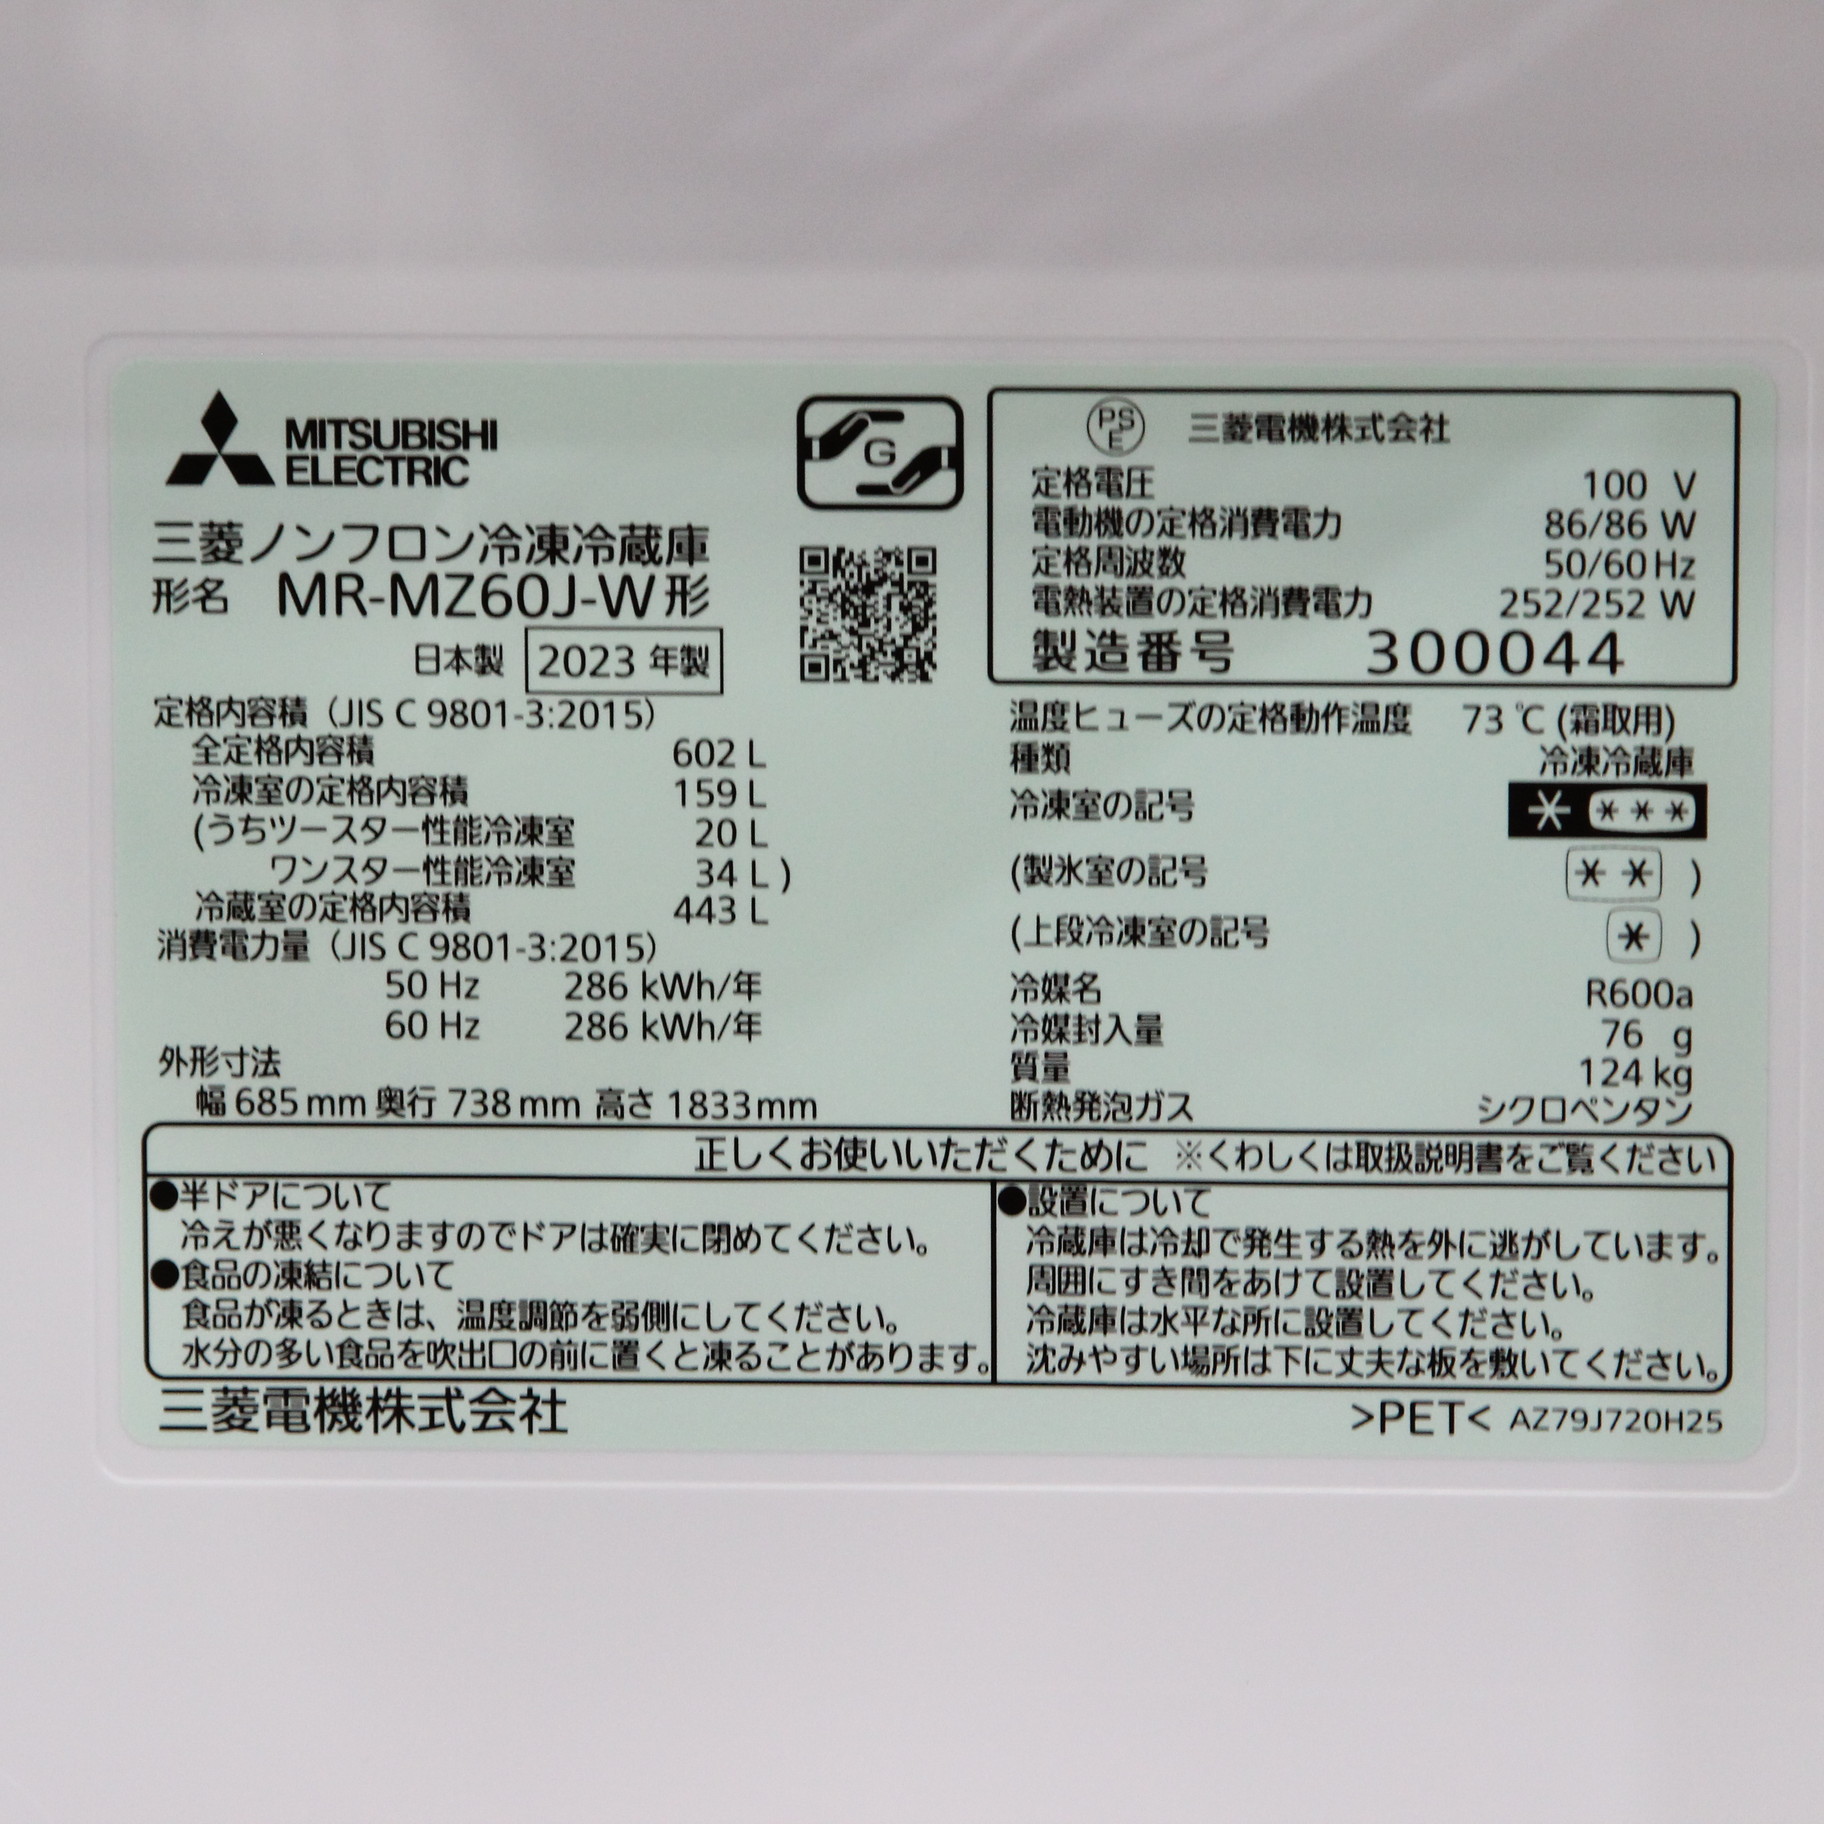 MITSUBISHI
ELECTRIC
三菱ノンフロン冷凍冷蔵庫
形名 MR-MZ60J-W形
日本製 2023 年製
G
PS
E
三菱電機株式会社
定格電圧 100 V
電動機の定格消費電力 86/86 W
定格周波数 50/60 Hz
電熱装置の定格消費電力 252/252 W
製造番号 300044
定格内容積（JIS C 9801-3:2015）
全定格内容積 602 L
冷凍室の定格内容積 159 L
(うちツースター性能冷凍室 20 L
ワンスター性能冷凍室 34 L )
冷蔵室の定格内容積 443 L
消費電力量（JIS C 9801-3:2015）
50 Hz 286 kWh/年
60 Hz 286 kWh/年
外形寸法
幅 685mm 奥行 738mm 高さ 1833mm
温度ヒューズの定格動作温度 73 ℃ (霜取用)
種類 冷凍冷蔵庫
冷凍室の記号 * ***
(製氷室の記号 ** )
(上段冷凍室の記号 * )
冷媒名 R600a
冷媒封入量 76 g
質量 124 kg
断熱発泡ガス シクロペンタン
正しくお使いいただくために ※くわしくは取扱説明書をご覧ください
●半ドアについて
冷えが悪くなりますのでドアは確実に閉めてください。
●食品の凍結について
食品が凍るときは、温度調節を弱側にしてください。
水分の多い食品を吹出口の前に置くと凍ることがあります。
●設置について
冷蔵庫は冷却で発生する熱を外に逃がしています。
周囲にすき間をあけて設置してください。
冷蔵庫は水平な所に設置してください。
沈みやすい場所は下に丈夫な板を敷いてください。
三菱電機株式会社
>PET< AZ79J720H25